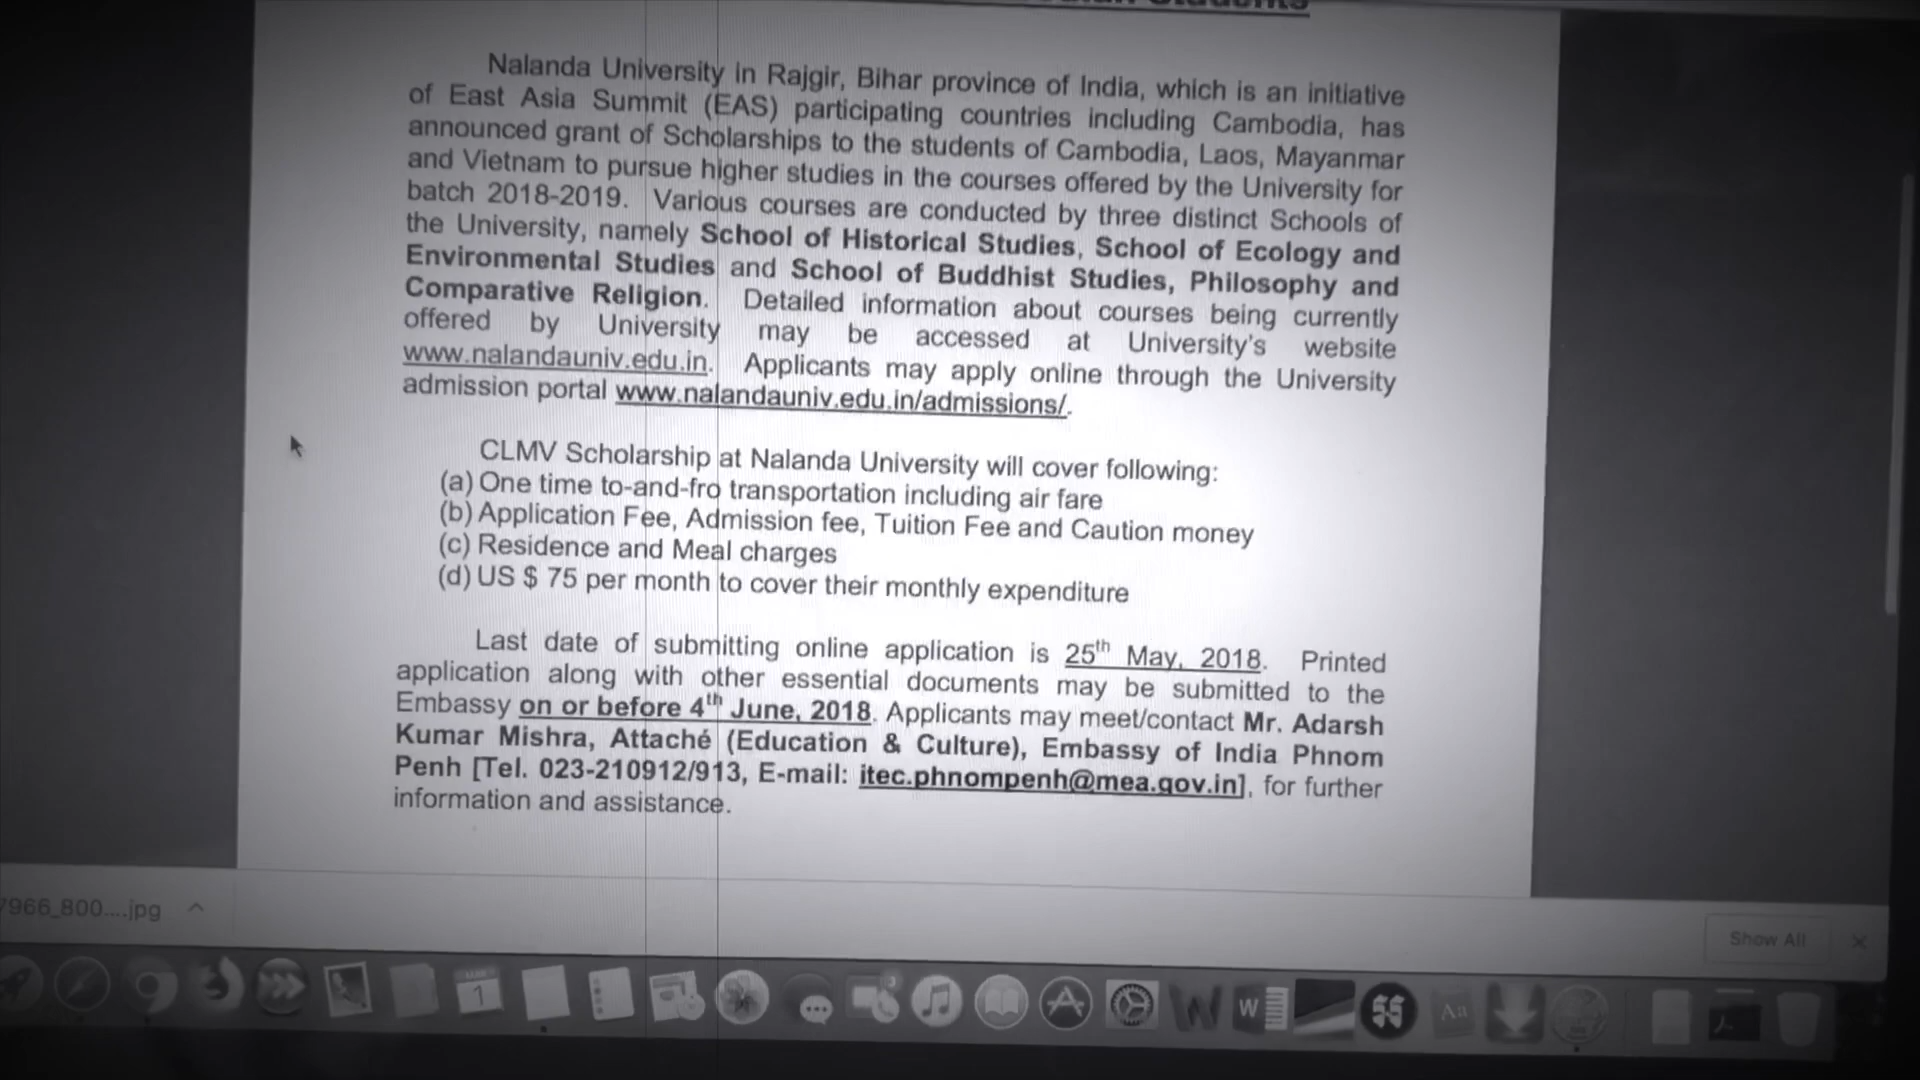 Students
Nalanda University in Rajgir, Bihar province of India, which is an initiative
of East Asia Summit (EAS) participating countries including Cambodia, has
announced grant of Scholarships to the students of Cambodia, Laos, Mayanmar
and Vietnam to pursue higher studies in the courses offered by the University for
batch 2018-2019. Various courses are conducted by three distinct Schools of
the University, namely School of Historical Studies, School of Ecology and
Environmental Studies and School of Buddhist Studies, Philosophy and
Comparative Religion. Detailed information about courses being currently
offered by University may be accessed at University's website
www.nalandauniv.edu.in. Applicants may apply online through the University
admission portal www.nalandauniv.edu.in/admissions/.
CLMV Scholarship at Nalanda University will cover following:
(a) One time to-and-fro transportation including air fare
(b) Application Fee, Admission fee, Tuition Fee and Caution money
(c) Residence and Meal charges
(d) US $ 75 per month to cover their monthly expenditure
Last date of submitting online application is 25th May, 2018. Printed
application along with other essential documents may be submitted to the
Embassy on or before 4th June, 2018. Applicants may meet/contact Mr. Adarsh
Kumar Mishra, Attaché (Education & Culture), Embassy of India Phnom
Penh [Tel. 023-210912/913, E-mail: itec.phnompenh@mea.gov.in], for further
information and assistance.
7966_800....jpg
Show All
1
W
Aa